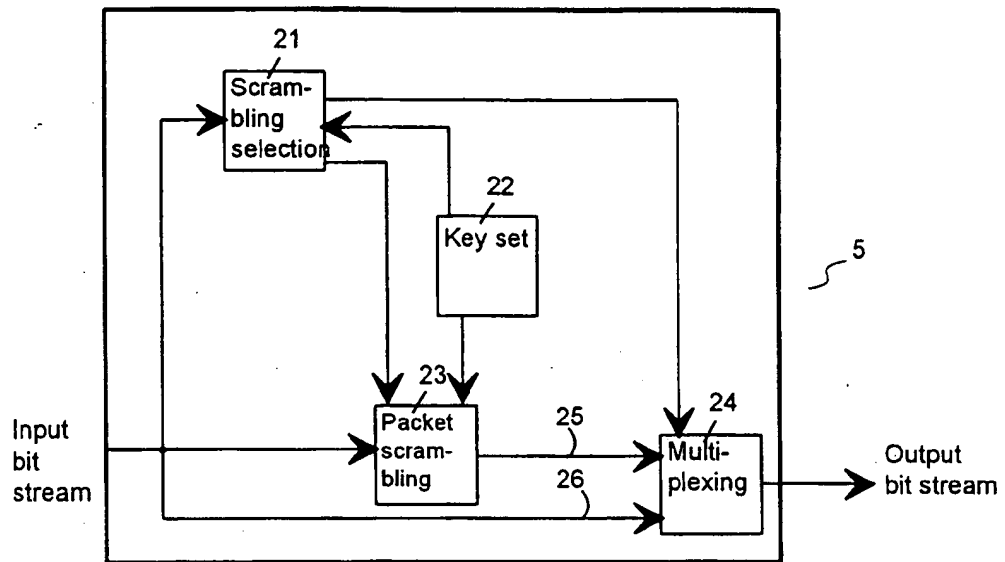 21
Scram-
bling
selection
22
Key set
5
23
Packet
scram-
bling
25
26
24
Multi-
plexing
Input
bit
stream
Output
bit stream